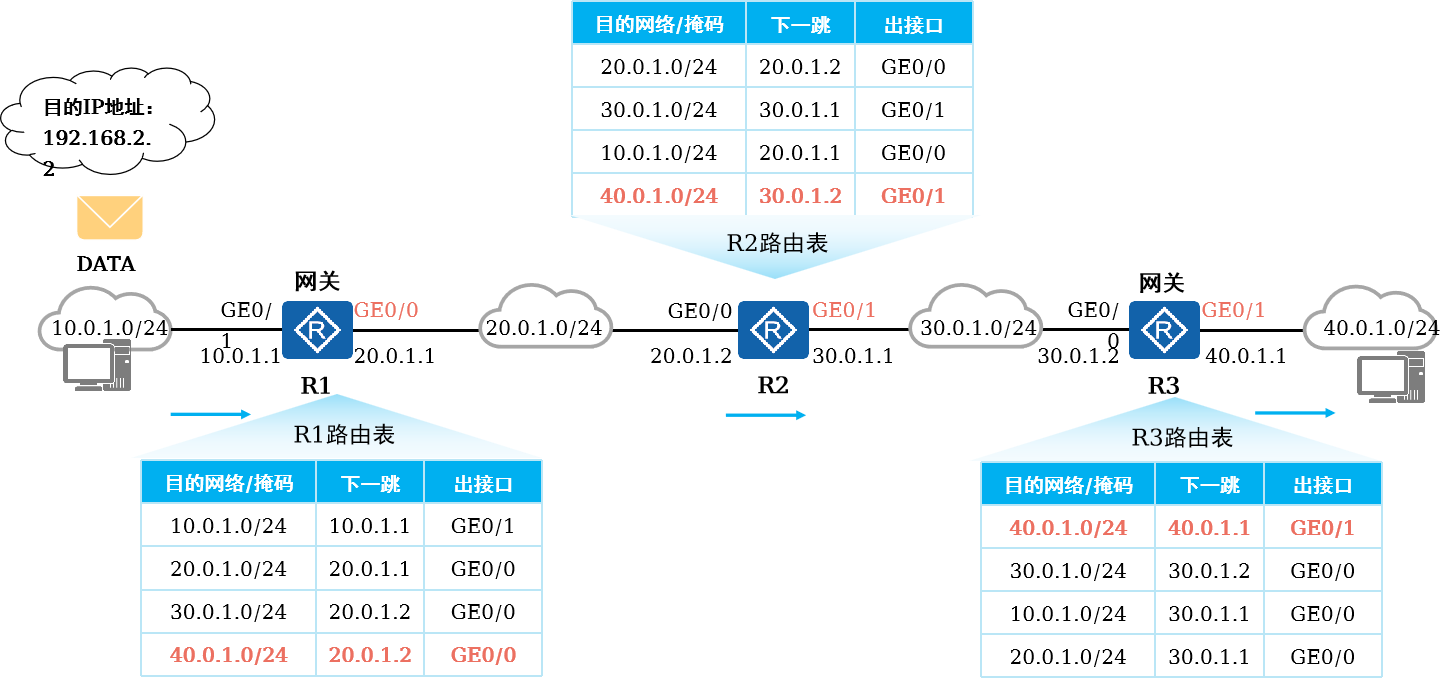 目的网络/掩码 下一跳 出接口
20.0.1.0/24 20.0.1.2 GE0/0
30.0.1.0/24 30.0.1.1 GE0/1
10.0.1.0/24 20.0.1.1 GE0/0
40.0.1.0/24 30.0.1.2 GE0/1
R2路由表
目的IP地址：
192.168.2.
2
DATA
网关
网关
10.0.1.0/24
GE0/
1
R
GE0/0
10.0.1.1
20.0.1.1
R1
20.0.1.0/24
GE0/0
R
GE0/1
20.0.1.2
30.0.1.1
R2
30.0.1.0/24
GE0/
0
R
GE0/1
30.0.1.2
40.0.1.1
R3
40.0.1.0/24
R1路由表
目的网络/掩码 下一跳 出接口
10.0.1.0/24 10.0.1.1 GE0/1
20.0.1.0/24 20.0.1.1 GE0/0
30.0.1.0/24 20.0.1.2 GE0/0
40.0.1.0/24 20.0.1.2 GE0/0
R3路由表
目的网络/掩码 下一跳 出接口
40.0.1.0/24 40.0.1.1 GE0/1
30.0.1.0/24 30.0.1.2 GE0/0
10.0.1.0/24 30.0.1.1 GE0/0
20.0.1.0/24 30.0.1.1 GE0/0